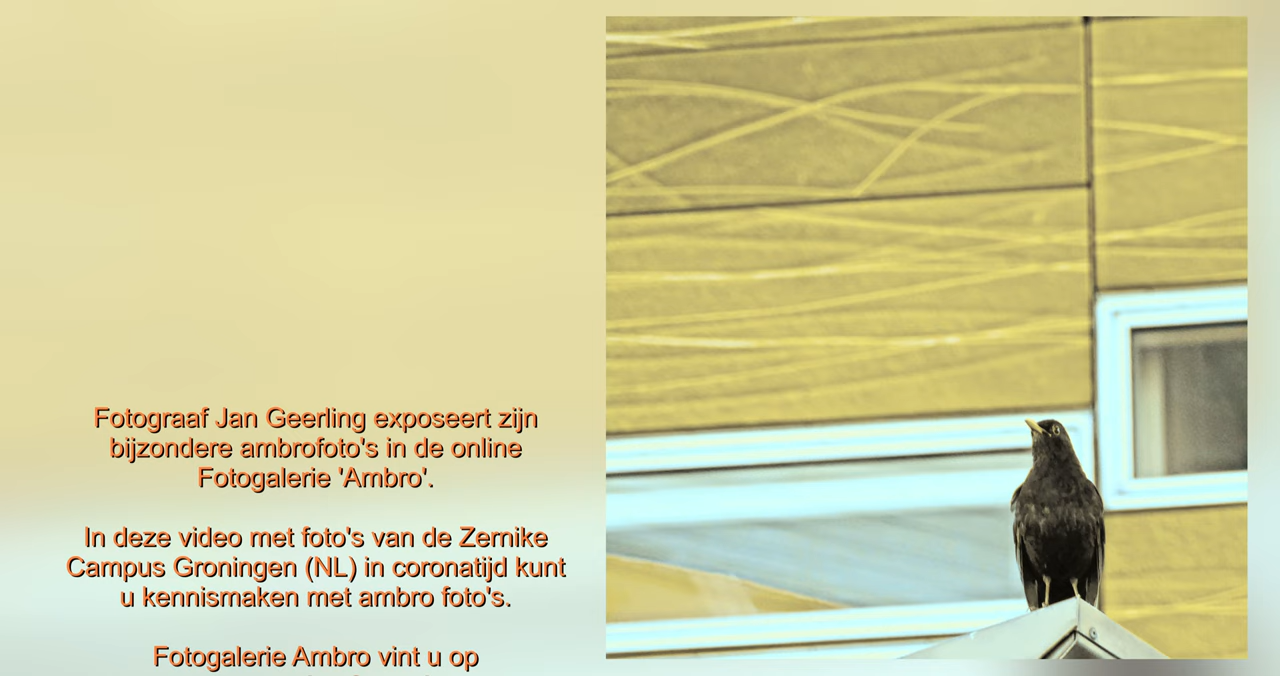 Fotograaf Jan Geerling exposeert zijn
bijzondere ambrofoto's in de online
Fotogalerie 'Ambro'.
In deze video met foto's van de Zernike
Campus Groningen (NL) in coronatijd kunt
u kennismaken met ambro foto's.
Fotogalerie Ambro vint u op